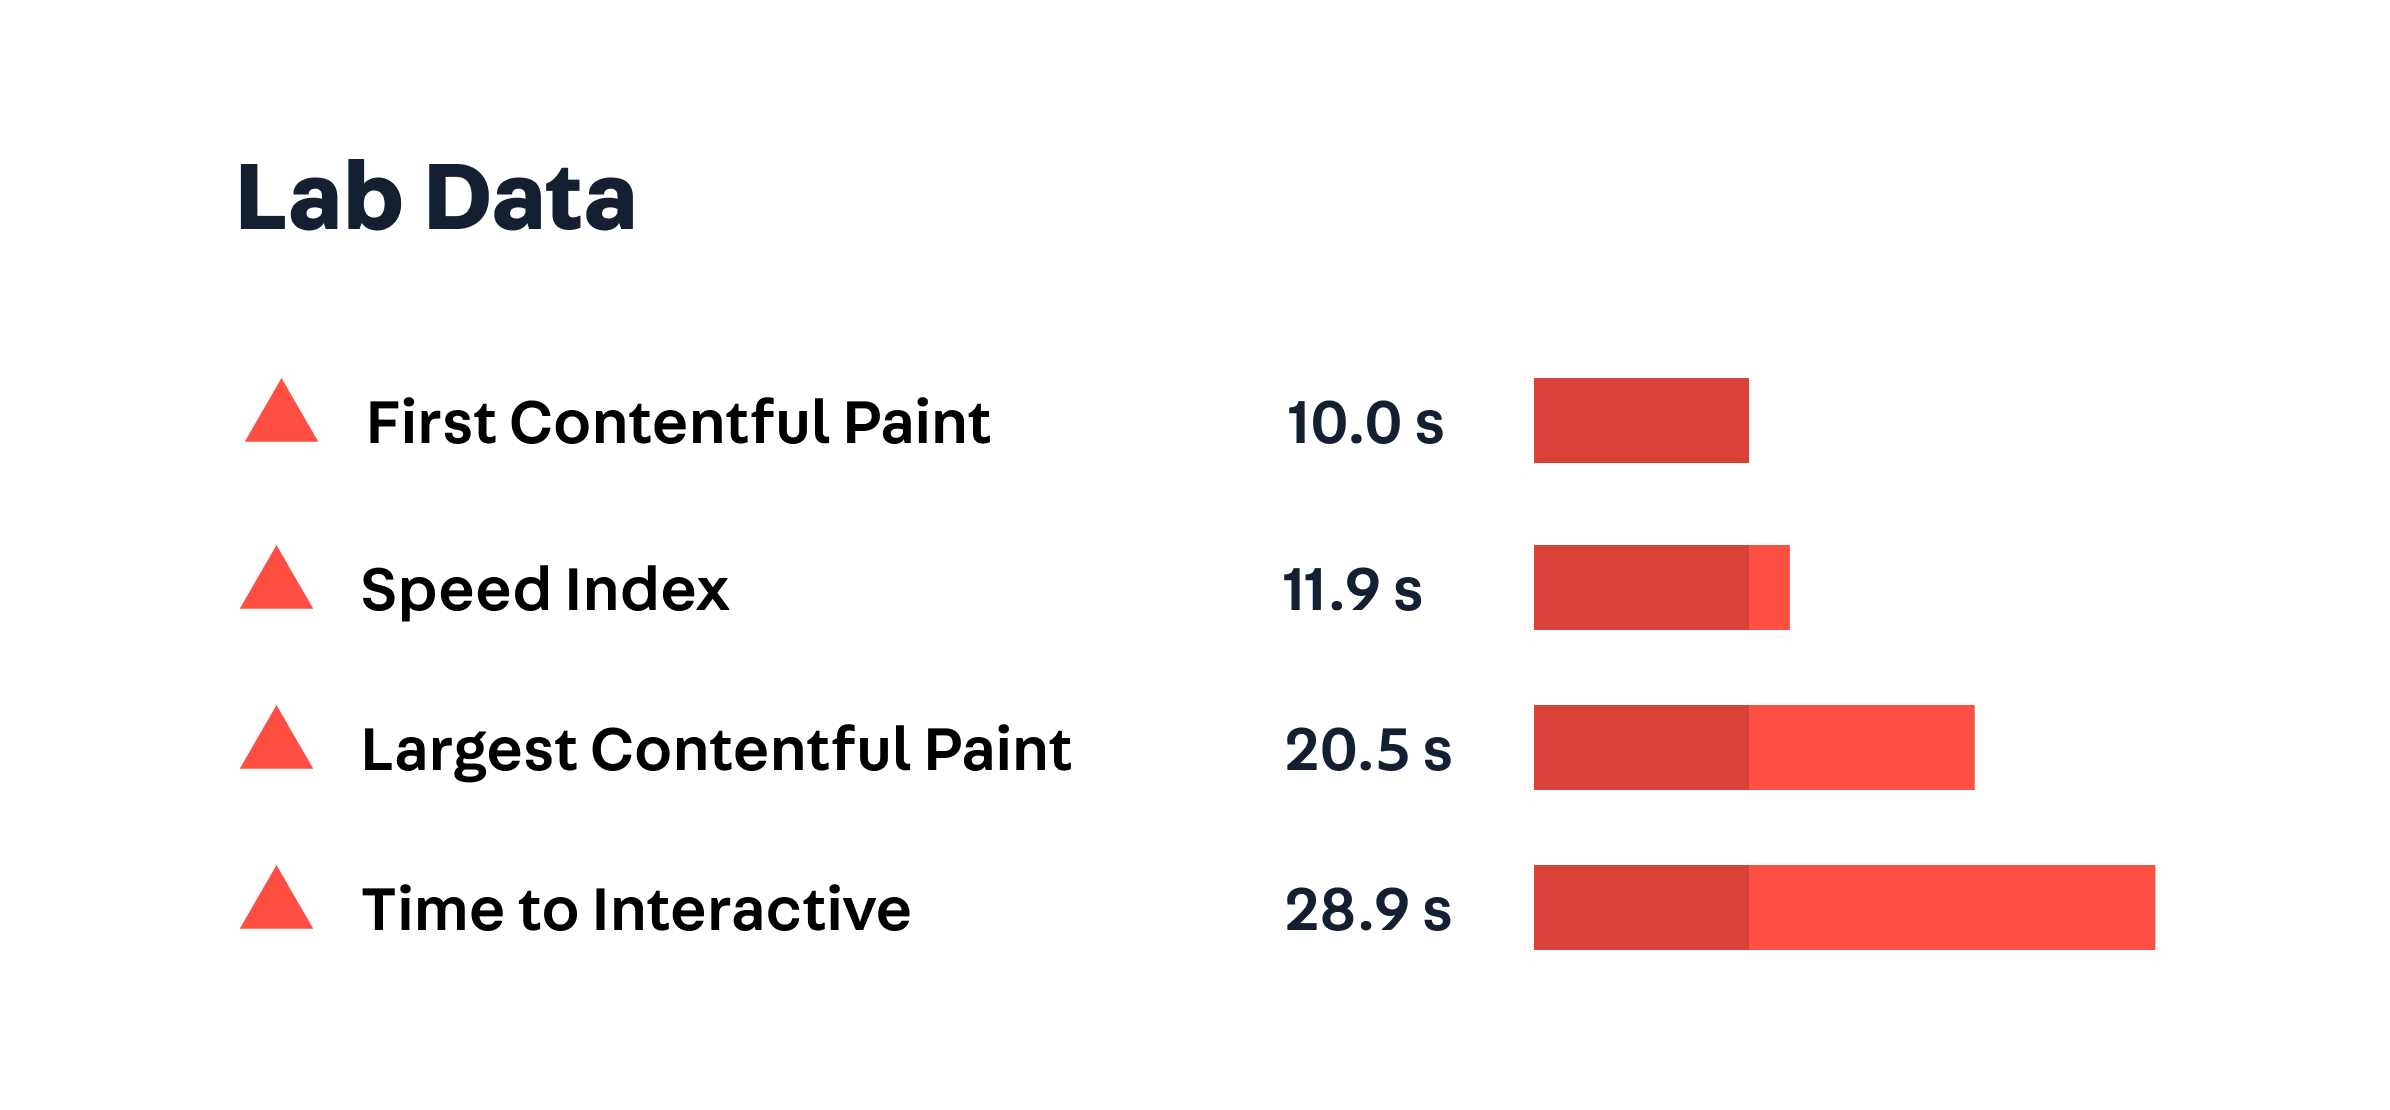 Lab Data
First Contentful Paint 10.0 s
Speed Index 11.9 s
Largest Contentful Paint 20.5 s
Time to Interactive 28.9 s